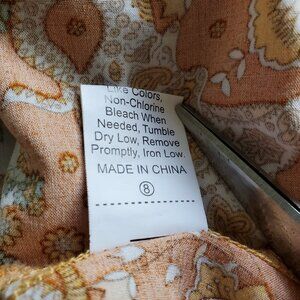 Like Colors,
Non-Chlorine
Bleach When
Needed, Tumble
Dry Low, Remove
Promptly, Iron Low.
MADE IN CHINA
8